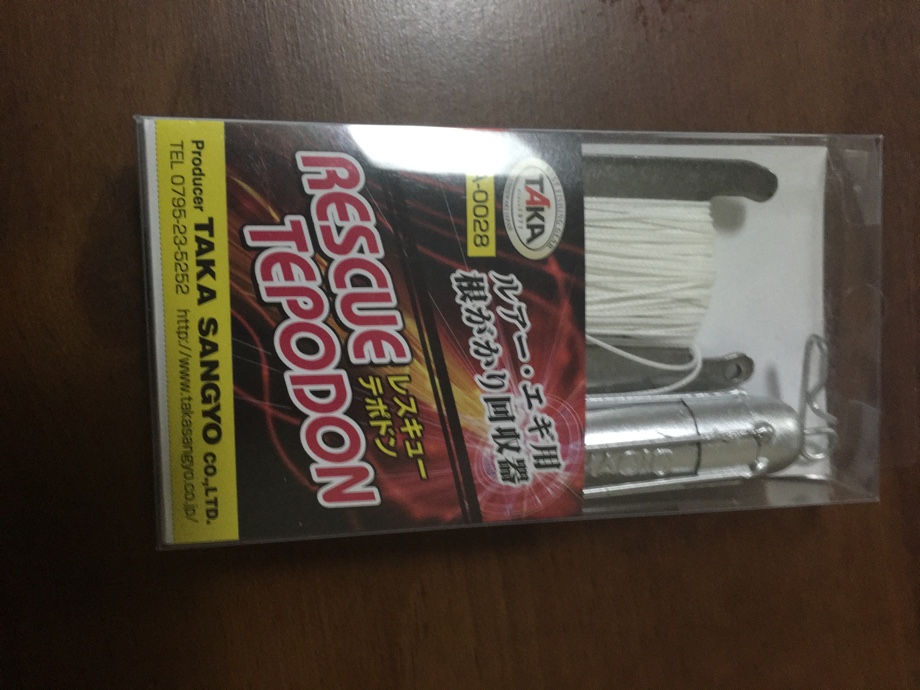 TAKA
A-0028
ルアー・エギ用
根がかり回収器
レスキュー
テポドン
RESCUE
TEPODON
Producer TAKA SANGYO CO.,LTD.
TEL 0795-23-5252 http://www.takasangyo.co.jp/